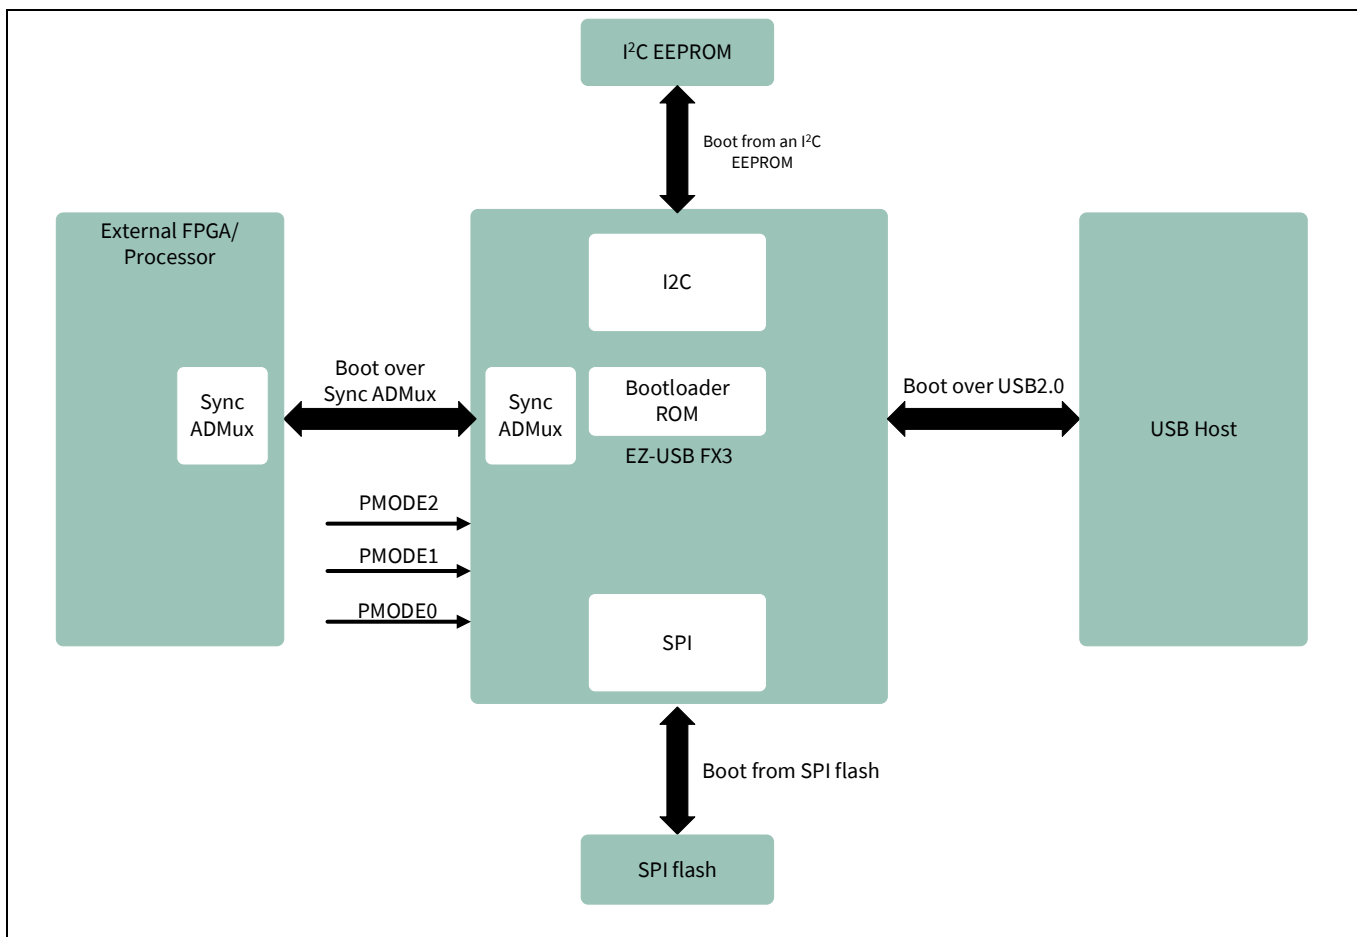 I²C EEPROM
Boot from an I²C
EEPROM
External FPGA/
Processor
I2C
Boot over
Sync ADMux
Sync
ADMux
Sync
ADMux
Bootloader
ROM
EZ-USB FX3
Boot over USB2.0
USB Host
PMODE2
PMODE1
PMODE0
SPI
Boot from SPI flash
SPI flash